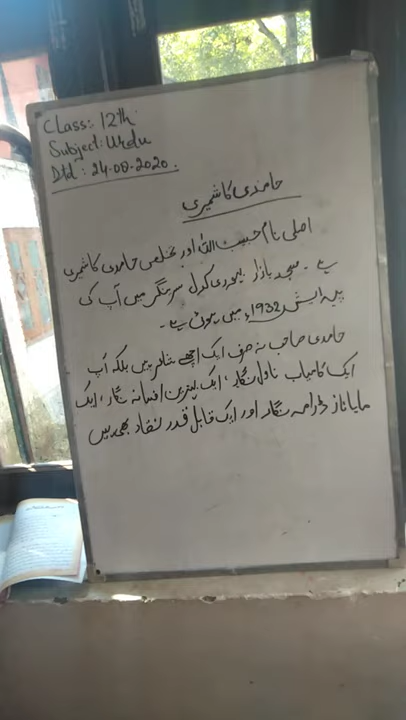 Class:- 12th
Subject: Urdu
Dtd : 24-08-2020.
حامدی کاشمیری
اصلی نام حبیب اللہ اور تخلص حامدی کاشمیری
ہے ۔ مسجد بازار بہوری کدل سرینگر میں آپ کی
پیدائش 1932ء میں ہوئی ہے ۔
حامدی صاحب نہ صرف ایک اچھے شاعر ہیں بلکہ آپ
ایک کامیاب ناول نگار ، ایک بہترین افسانہ نگار ، ایک
مایاناز ڈرامہ نگار اور ایک قابل قدر نقاد بھی ہیں